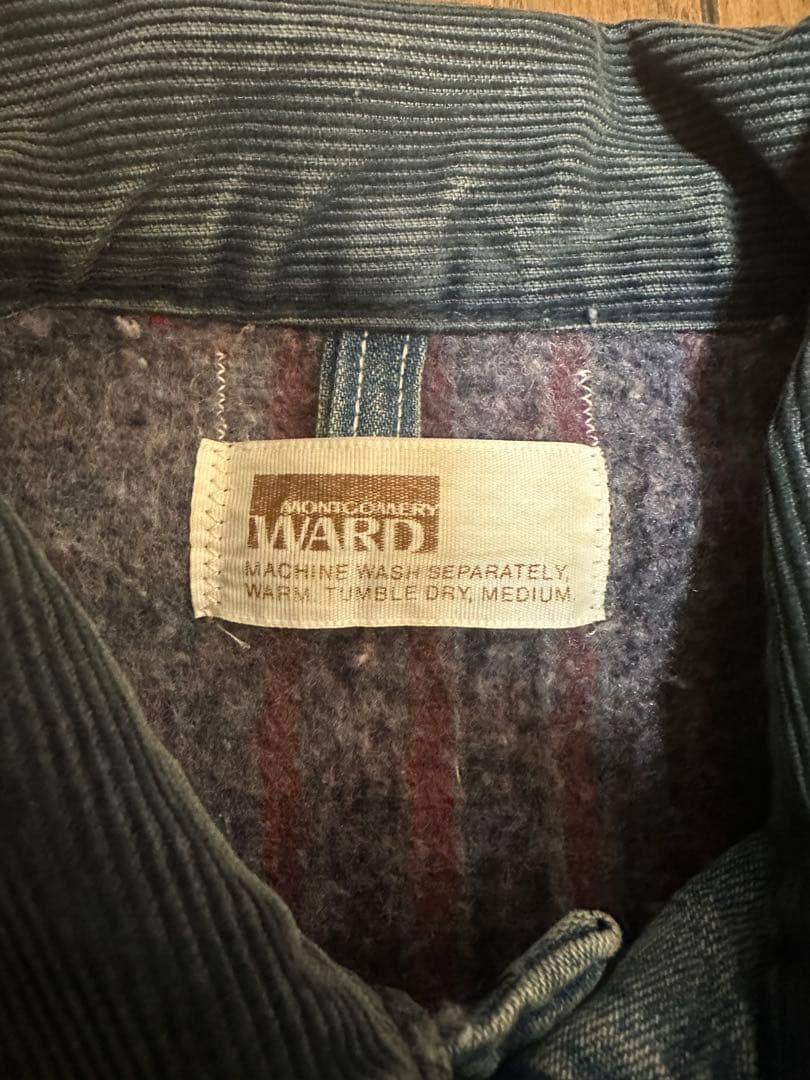 MONTGOMERY
WARD
MACHINE WASH SEPARATELY,
WARM. TUMBLE DRY, MEDIUM.